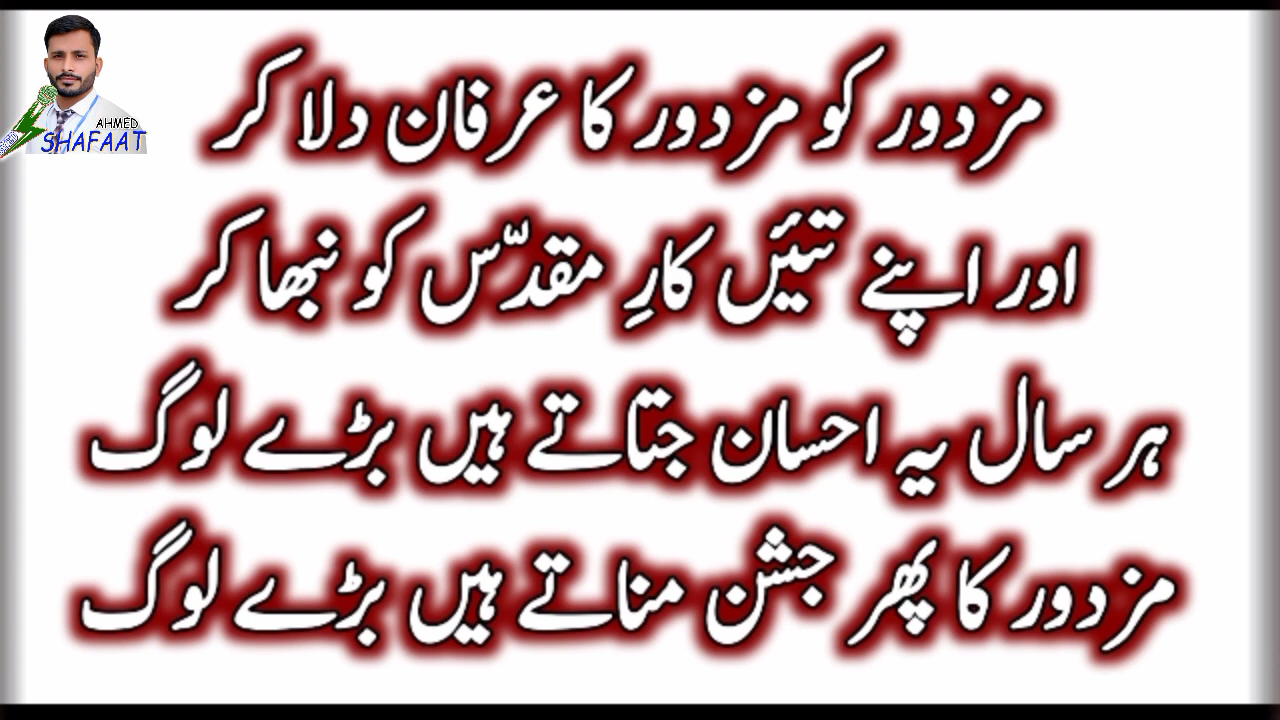 AHMED
SHAFAAT
مزدور کو مزدور کا عرفان دلا کر
اور اپنے تئیں کارِ مقدّس کو نبھا کر
ہر سال یہ احسان جتاتے ہیں بڑے لوگ
مزدور کا پھر جشن مناتے ہیں بڑے لوگ